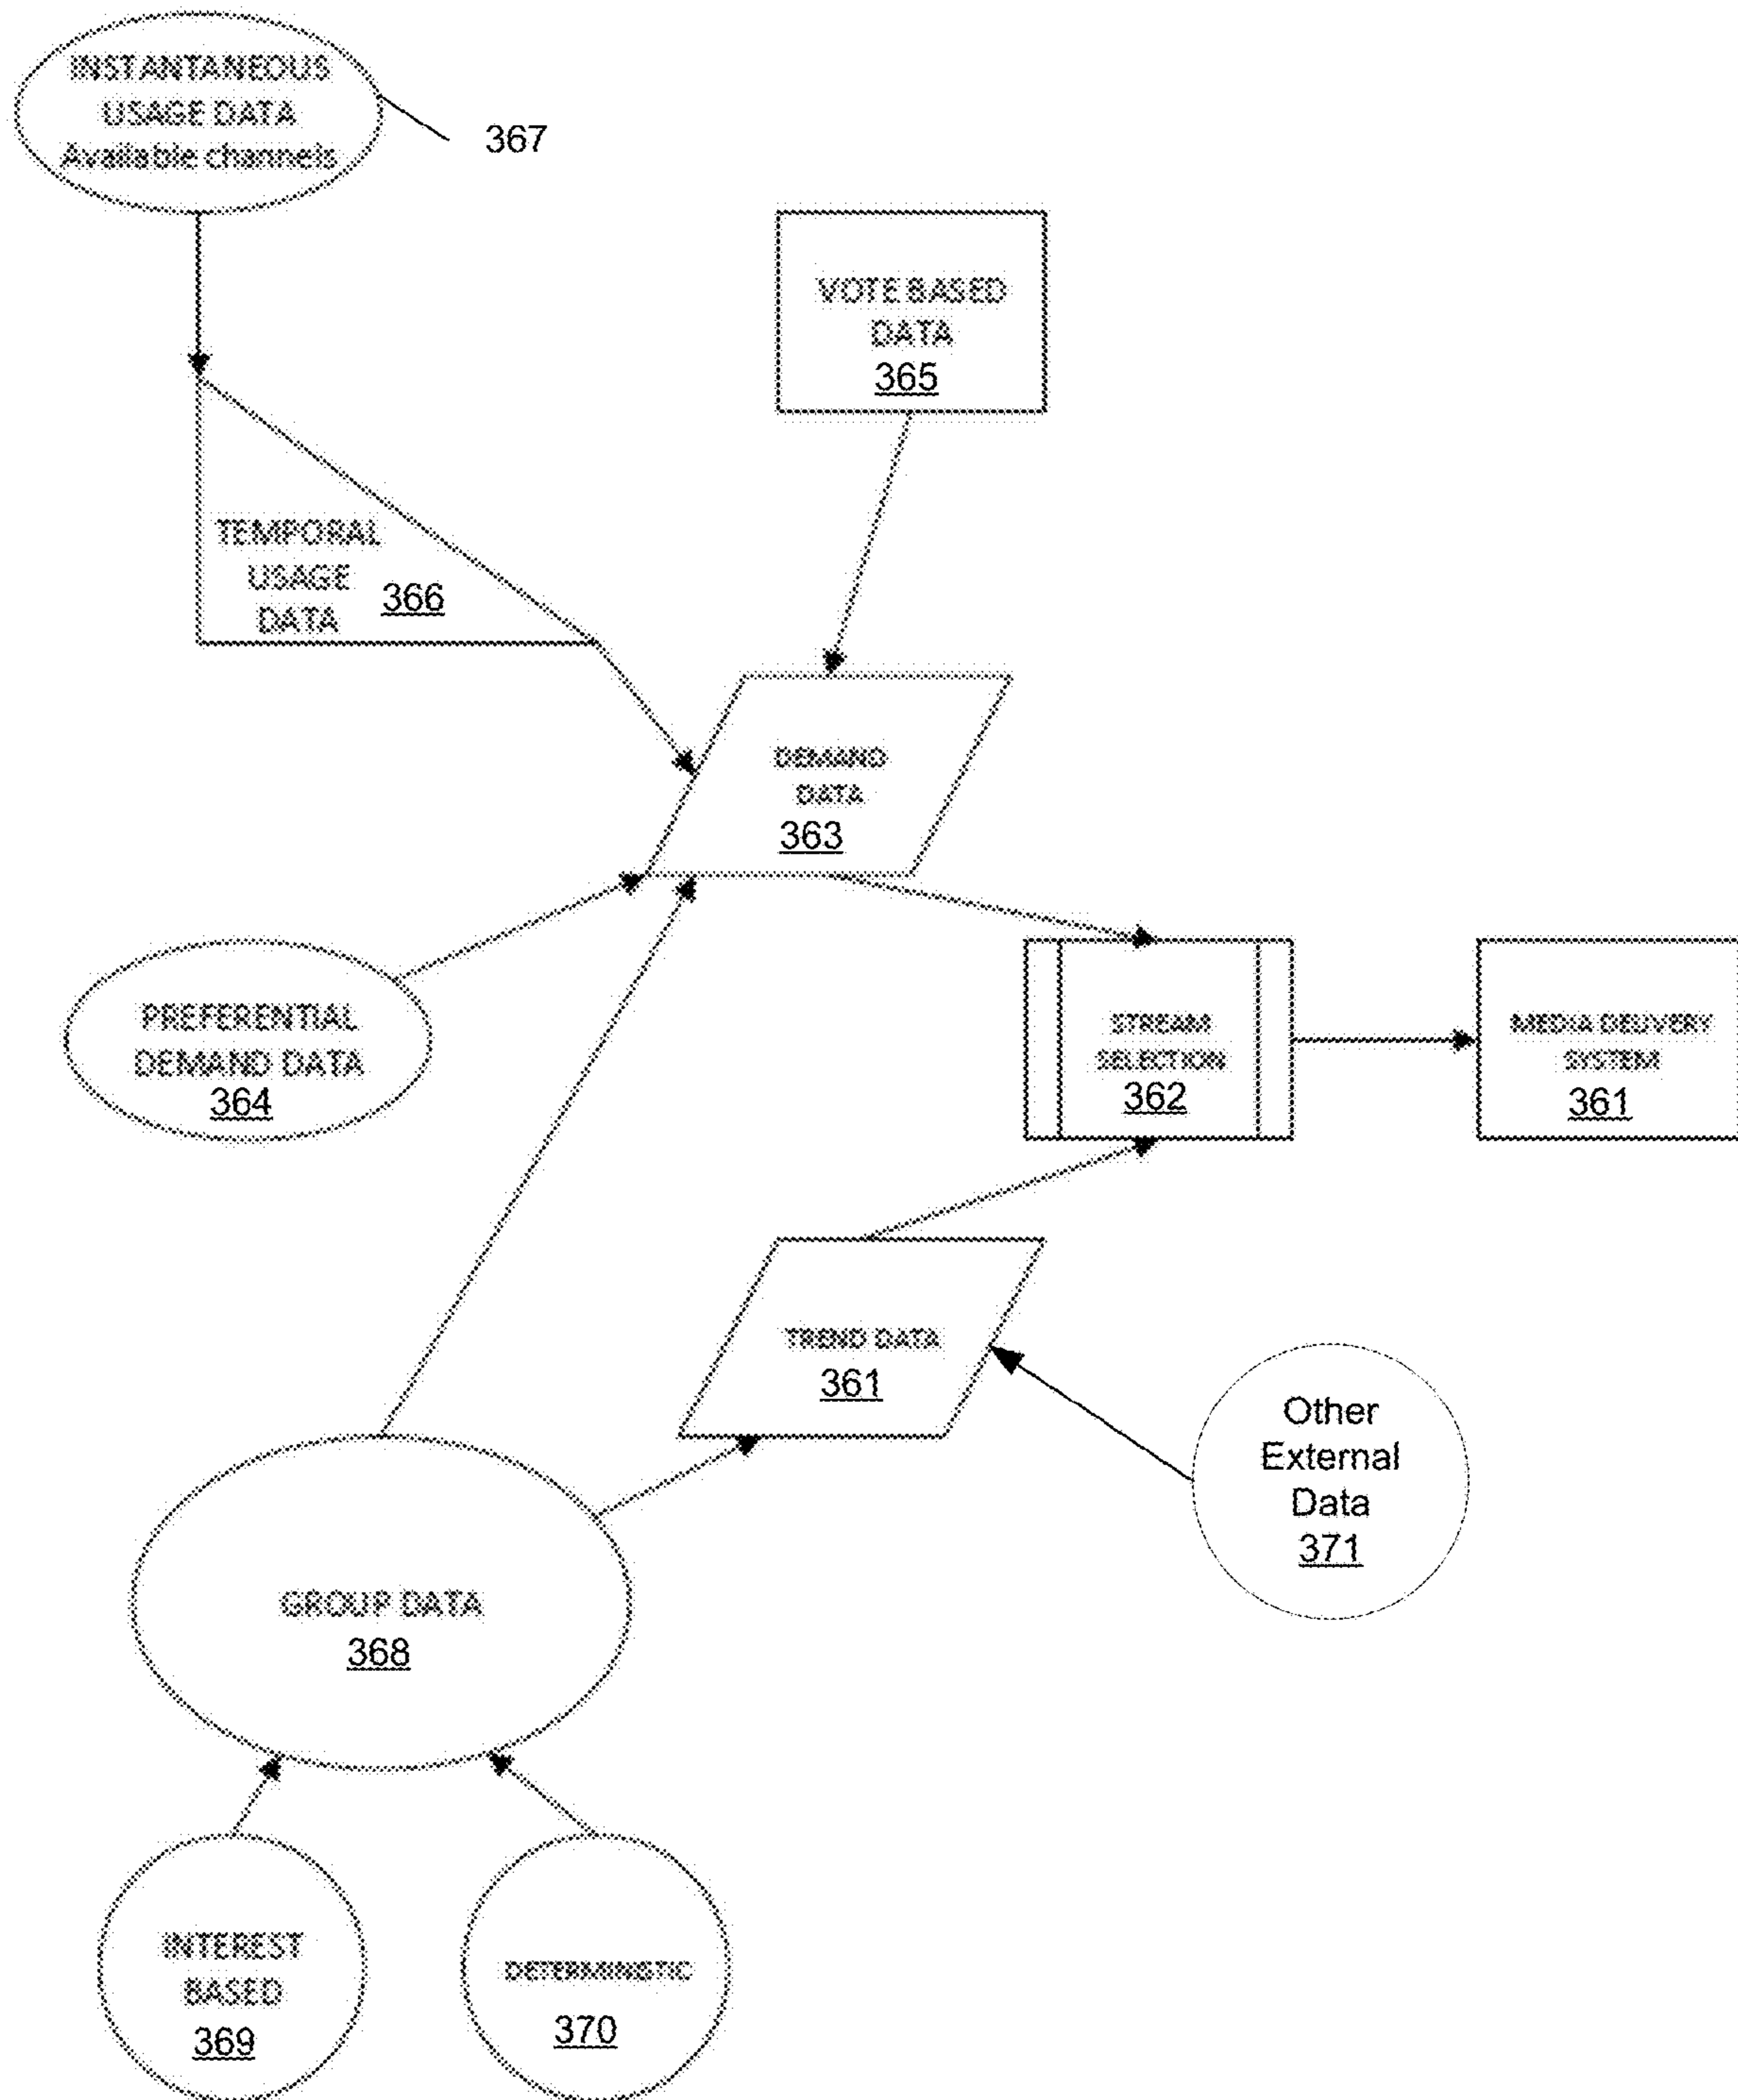 INSTANTANEOUS
USAGE DATA
Available channels
367
VOTE BASED
DATA
365
TEMPORAL
USAGE
DATA
366
DEMAND
DATA
363
PREFERENTIAL
DEMAND DATA
364
STREAM
SELECTION
362
MEDIA DELIVERY
SYSTEM
361
TREND DATA
361
Other
External
Data
371
GROUP DATA
368
INTEREST
BASED
369
DETERMINISTIC
370